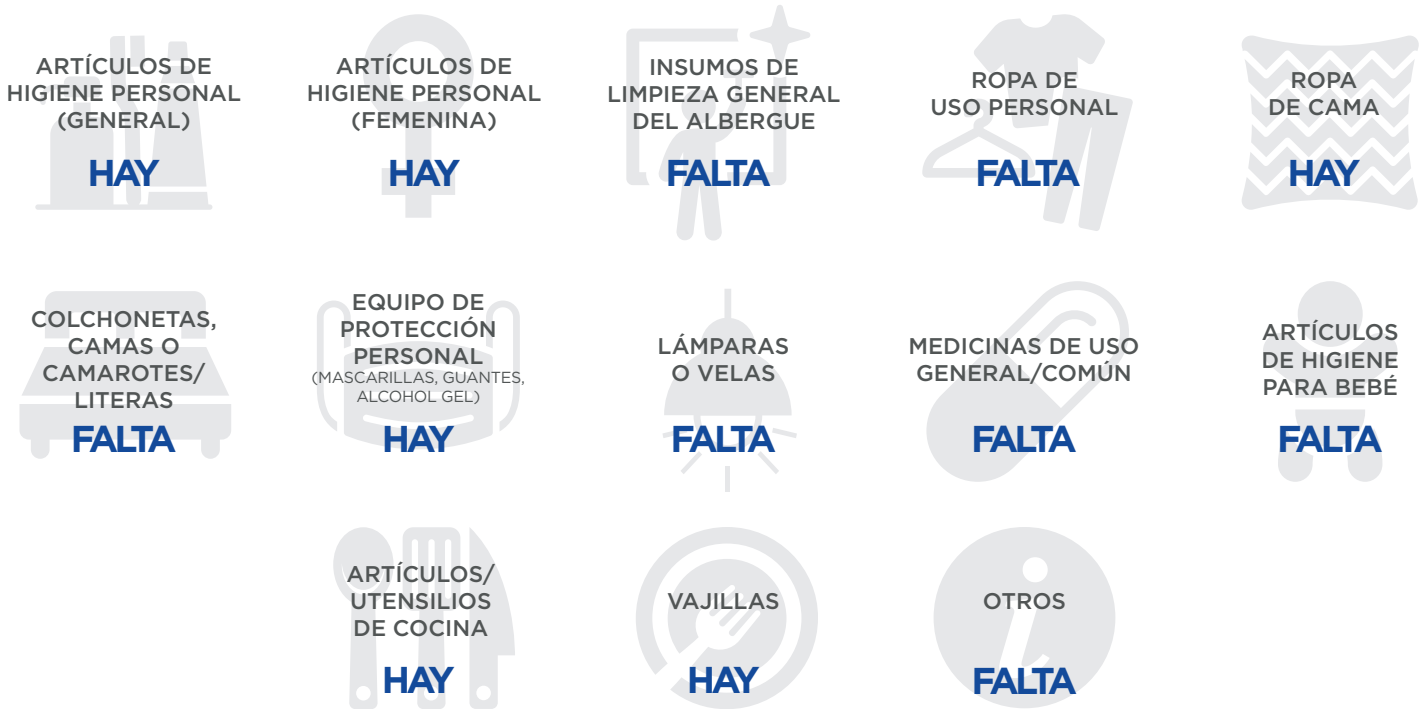 ARTÍCULOS DE
HIGIENE PERSONAL
(GENERAL)
HAY
ARTÍCULOS DE
HIGIENE PERSONAL
(FEMENINA)
HAY
INSUMOS DE
LIMPIEZA GENERAL
DEL ALBERGUE
FALTA
ROPA DE
USO PERSONAL
FALTA
ROPA
DE CAMA
HAY
COLCHONETAS,
CAMAS O
CAMAROTES/
LITERAS
FALTA
EQUIPO DE
PROTECCIÓN
PERSONAL
(MASCARILLAS, GUANTES,
ALCOHOL GEL)
HAY
LÁMPARAS
O VELAS
FALTA
MEDICINAS DE USO
GENERAL/COMÚN
FALTA
ARTÍCULOS
DE HIGIENE
PARA BEBÉ
FALTA
ARTÍCULOS/
UTENSILIOS
DE COCINA
HAY
VAJILLAS
HAY
OTROS
FALTA